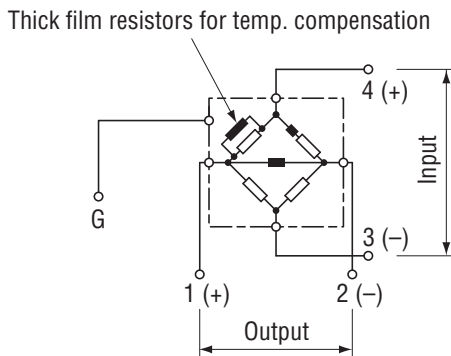 Thick film resistors for temp. compensation
4 (+)
Input
G
3 (–)
1 (+)
2 (–)
Output